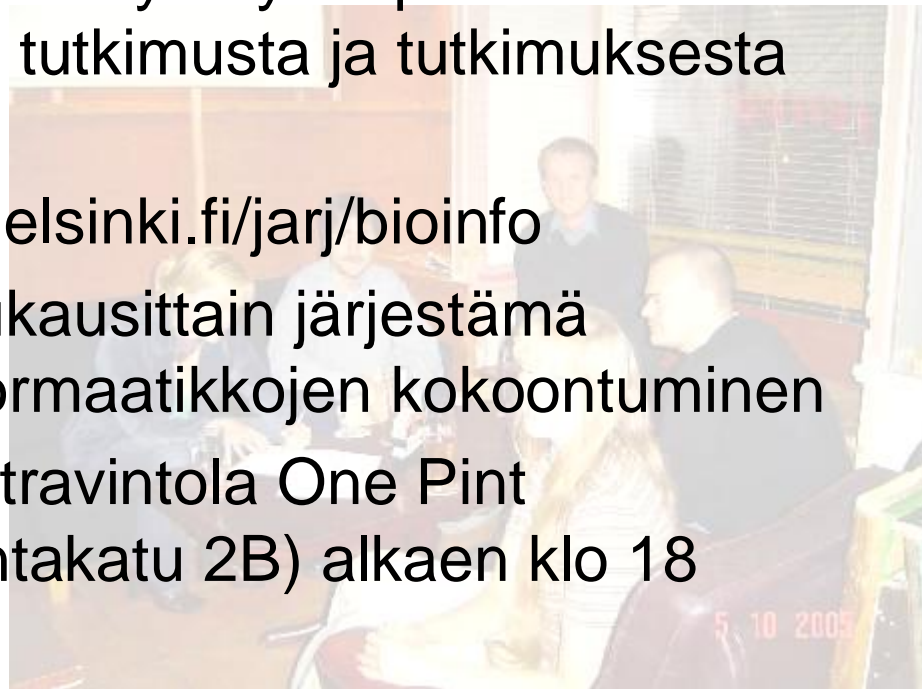 tutkimusta ja tutkimuksesta
elsinki.fi/jarj/bioinfo
kausittain järjestämä
ormaatikkojen kokoontuminen
travintola One Pint
ntakatu 2B) alkaen klo 18
5 10 2005